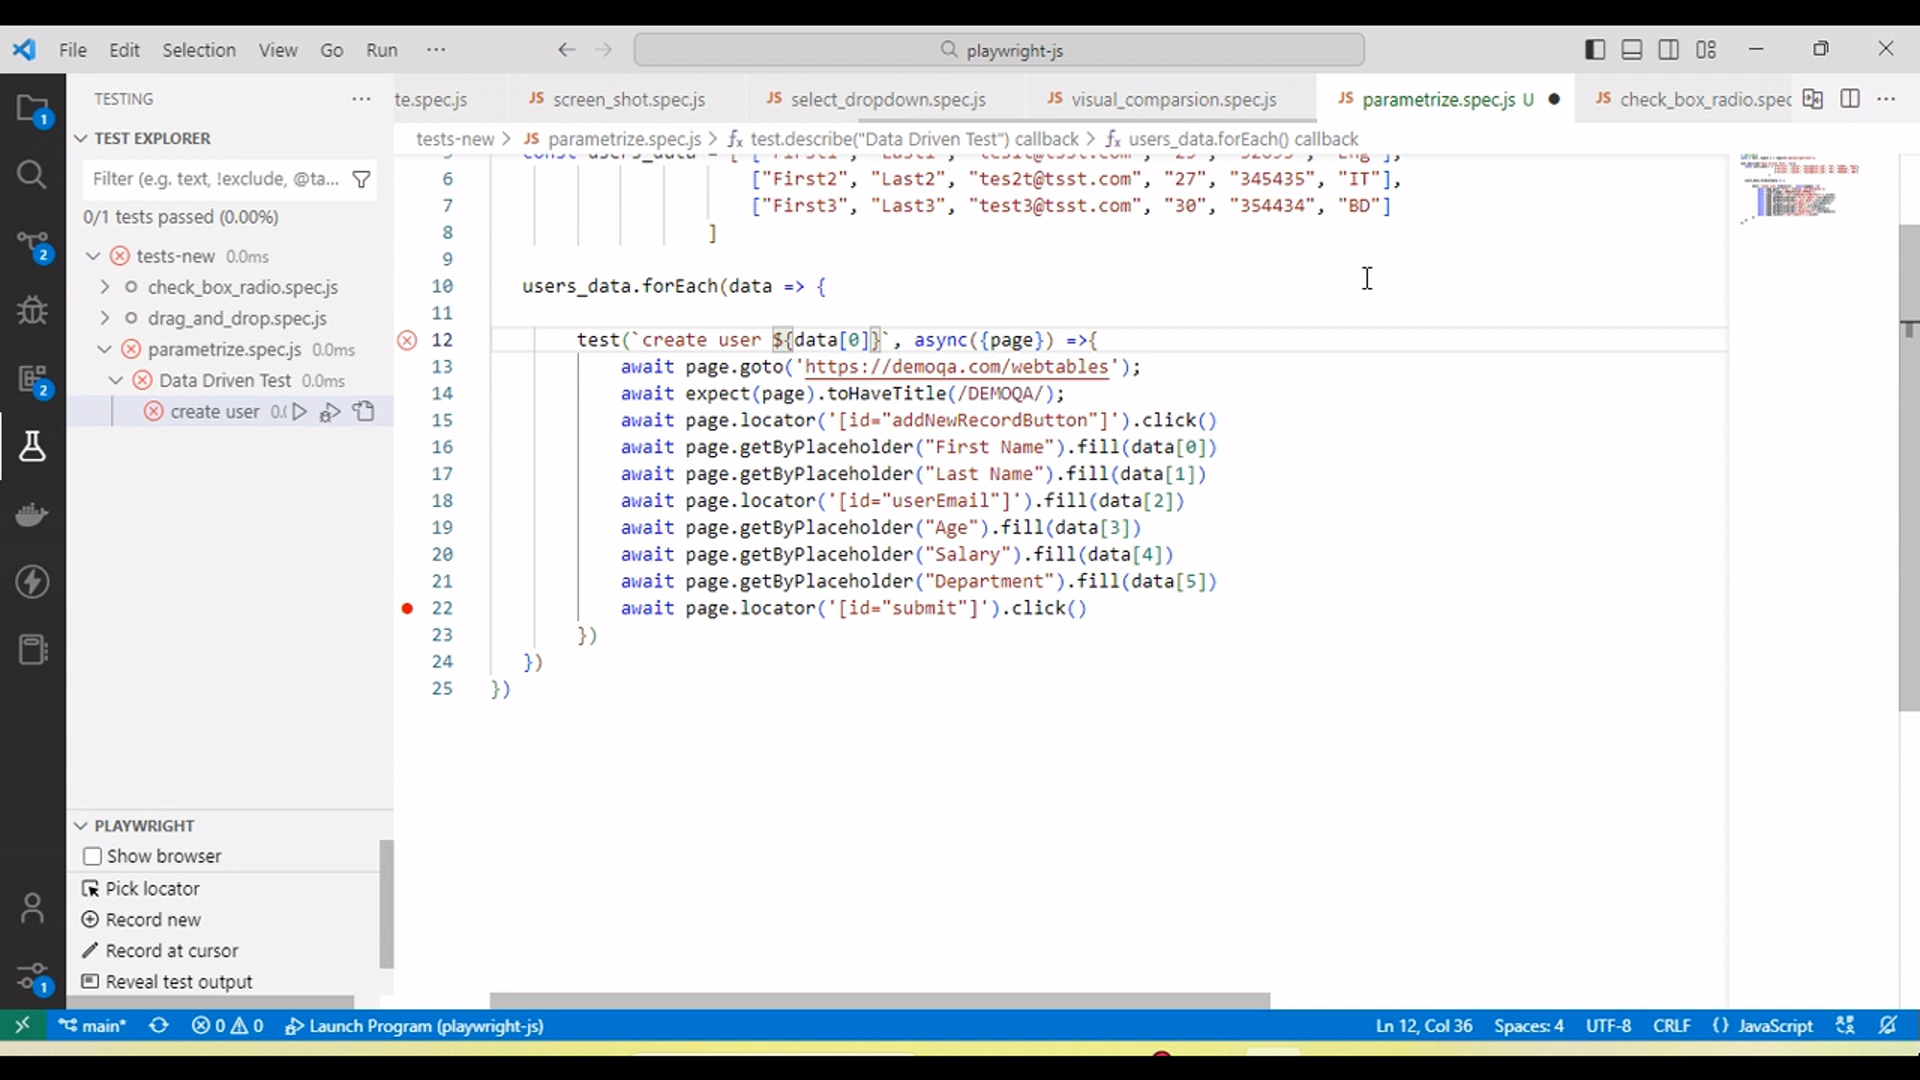 File Edit Selection View Go Run ··· playwright-js
TESTING
te.spec.js JS screen_shot.spec.js JS select_dropdown.spec.js JS visual_comparsion.spec.js JS parametrize.spec.js U JS check_box_radio.spec
tests-new > JS parametrize.spec.js > test.describe("Data Driven Test") callback > users_data.forEach() callback
TEST EXPLORER
Filter (e.g. text, !exclude, @ta...
0/1 tests passed (0.00%)
tests-new 0.0ms
check_box_radio.spec.js
drag_and_drop.spec.js
parametrize.spec.js 0.0ms
Data Driven Test 0.0ms
create user
6 ["First2", "Last2", "tes2t@tsst.com", "27", "345435", "IT"],
7 ["First3", "Last3", "test3@tsst.com", "30", "354434", "BD"]
8 ]
9
10 users_data.forEach(data => {
11
12 test(`create user ${data[0]}`, async({page}) =>{
13 await page.goto('https://demoqa.com/webtables');
14 await expect(page).toHaveTitle(/DEMOQA/);
15 await page.locator('[id="addNewRecordButton"]').click()
16 await page.getByPlaceholder("First Name").fill(data[0])
17 await page.getByPlaceholder("Last Name").fill(data[1])
18 await page.locator('[id="userEmail"]').fill(data[2])
19 await page.getByPlaceholder("Age").fill(data[3])
20 await page.getByPlaceholder("Salary").fill(data[4])
21 await page.getByPlaceholder("Department").fill(data[5])
22 await page.locator('[id="submit"]').click()
23 })
24 })
25 })
PLAYWRIGHT
Show browser
Pick locator
Record new
Record at cursor
Reveal test output
main* 0 0 Launch Program (playwright-js) Ln 12, Col 36 Spaces: 4 UTF-8 CRLF {} JavaScript